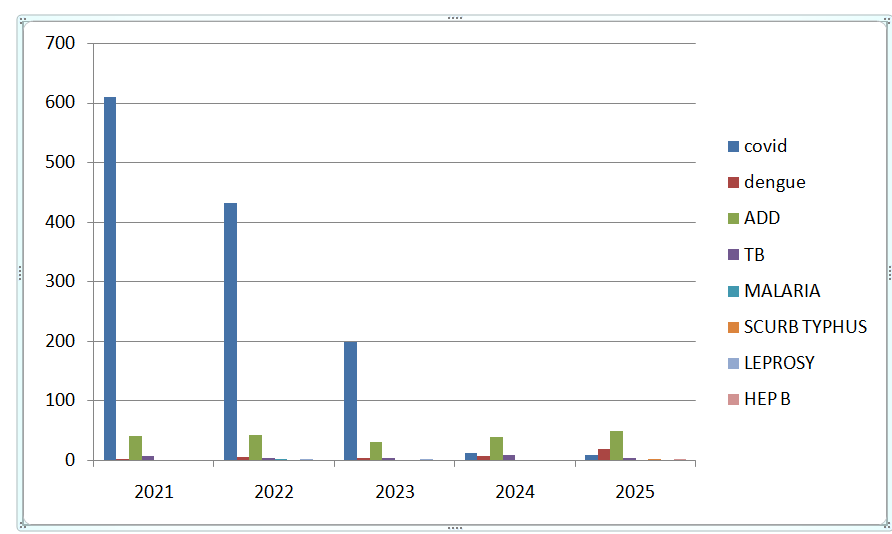 700
600
500
400
300
200
100
0
2021 2022 2023 2024 2025
covid
dengue
ADD
TB
MALARIA
SCURB TYPHUS
LEPROSY
HEP B